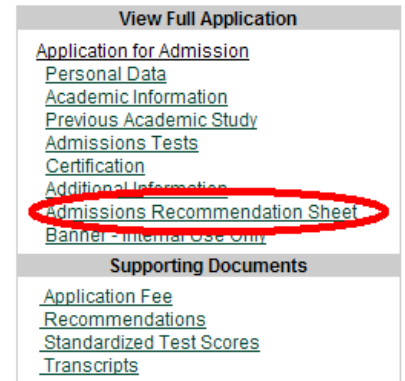 View Full Application
Application for Admission
Personal Data
Academic Information
Previous Academic Study
Admissions Tests
Certification
Additional Information
Admissions Recommendation Sheet
Banner - Internal Use Only
Supporting Documents
Application Fee
Recommendations
Standardized Test Scores
Transcripts